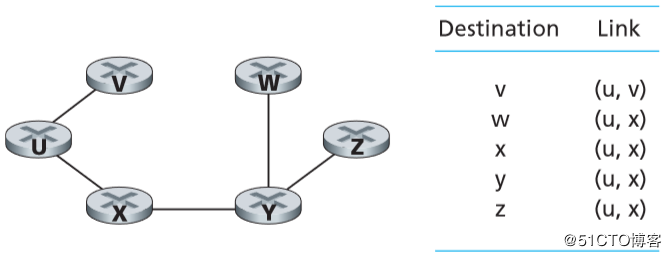 Destination Link
V W
U Z
X Y
v (u, v)
w (u, x)
x (u, x)
y (u, x)
z (u, x)
@51CTO博客